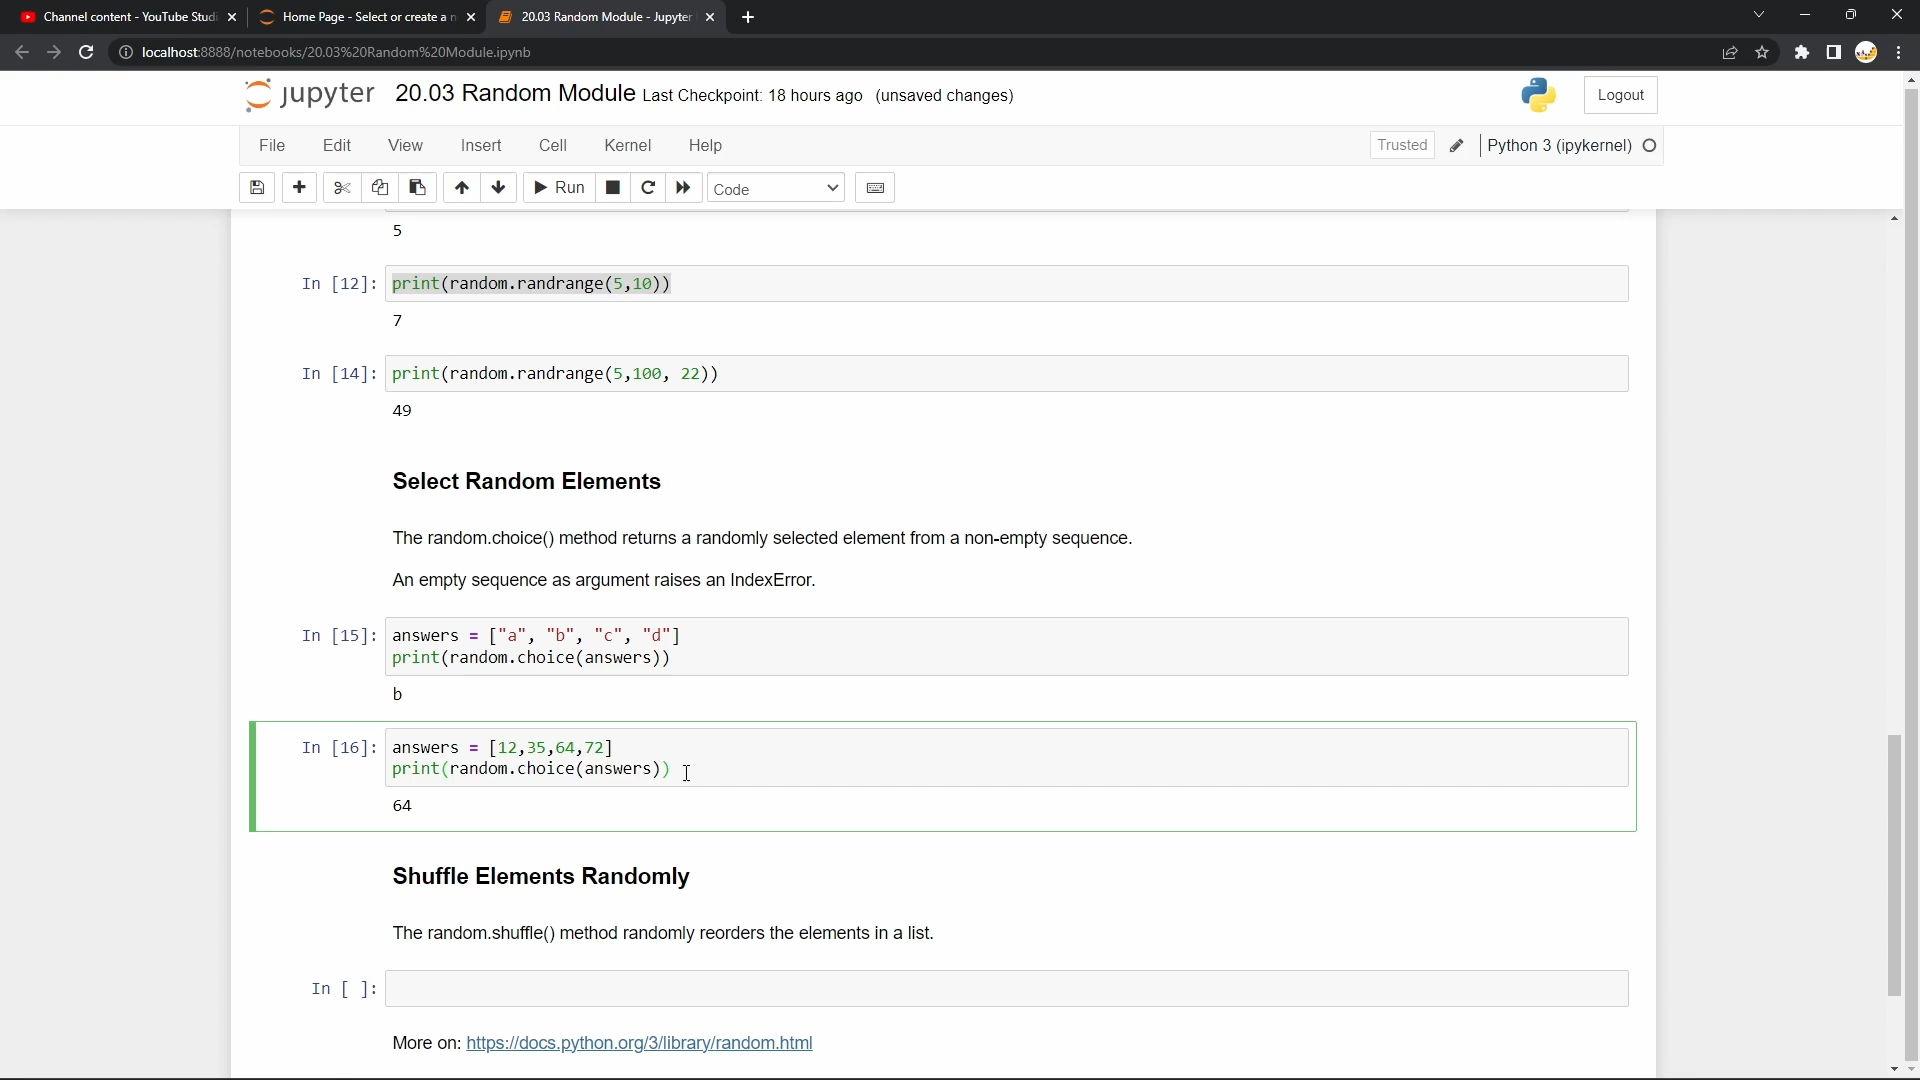 Channel content - YouTube Studi
Home Page - Select or create a n
20.03 Random Module - Jupyter
localhost:8888/notebooks/20.03%20Random%20Module.ipynb
jupyter 20.03 Random Module Last Checkpoint: 18 hours ago (unsaved changes)
Logout
File Edit View Insert Cell Kernel Help
Trusted Python 3 (ipykernel)
Run Code
5
In [12]: print(random.randrange(5,10))
7
In [14]: print(random.randrange(5,100, 22))
49
Select Random Elements
The random.choice() method returns a randomly selected element from a non-empty sequence.
An empty sequence as argument raises an IndexError.
In [15]: answers = ["a", "b", "c", "d"]
print(random.choice(answers))
b
In [16]: answers = [12,35,64,72]
print(random.choice(answers))
64
Shuffle Elements Randomly
The random.shuffle() method randomly reorders the elements in a list.
In [ ]:
More on: https://docs.python.org/3/library/random.html